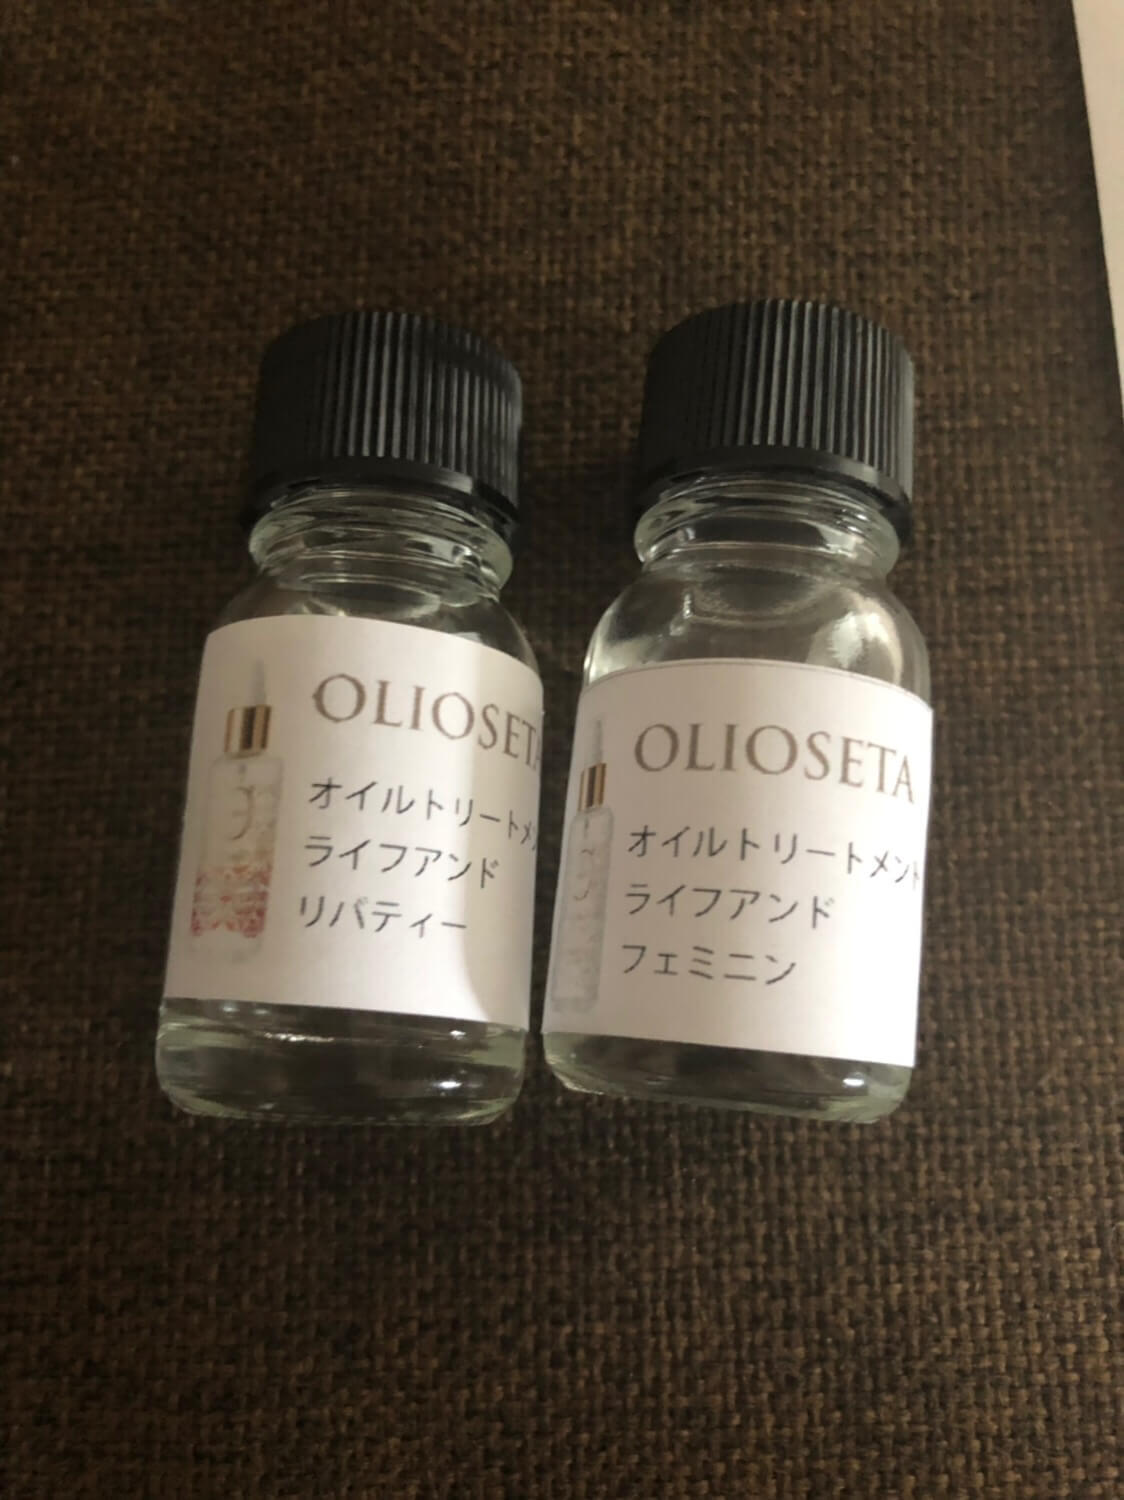 OLIOSETA
オイルトリートメン
ライフアンド
リバティー
OLIOSETA
オイルトリートメント
ライフアンド
フェミニン